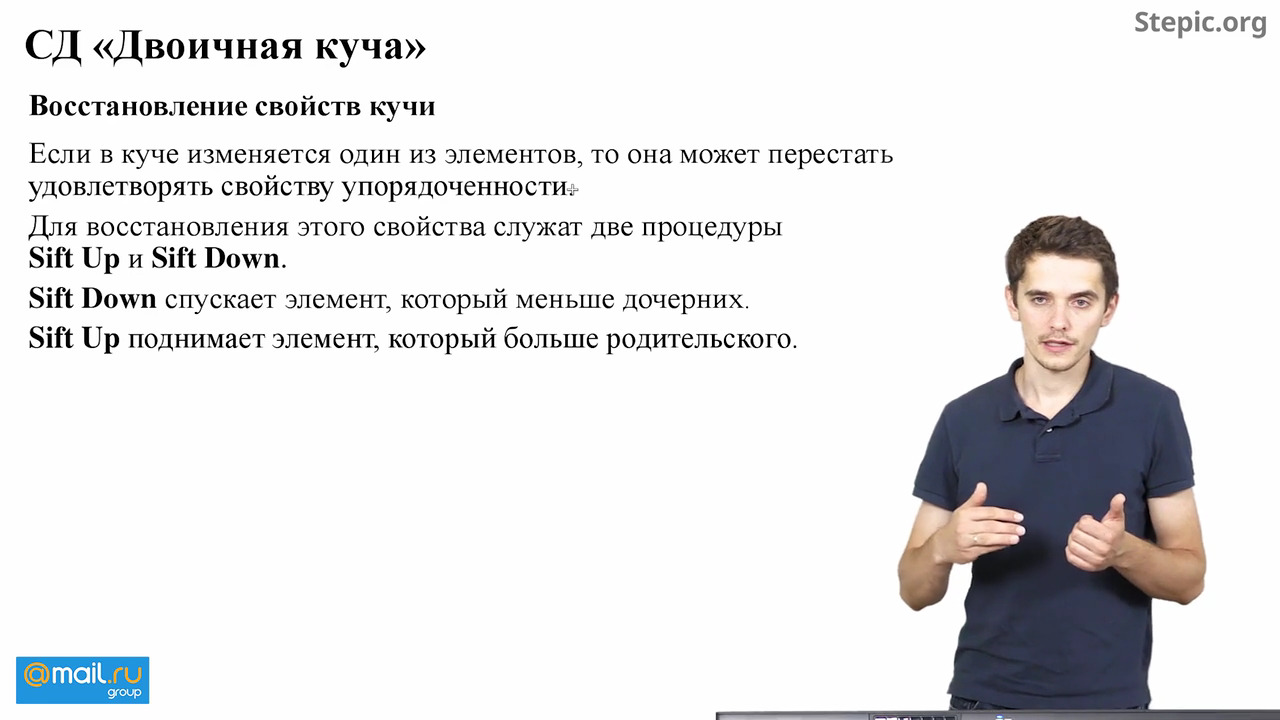 Stepic.org
СД «Двоичная куча»
Восстановление свойств кучи
Если в куче изменяется один из элементов, то она может перестать
удовлетворять свойству упорядоченности.
Для восстановления этого свойства служат две процедуры
Sift Up и Sift Down.
Sift Down спускает элемент, который меньше дочерних.
Sift Up поднимает элемент, который больше родительского.
@mail.ru
group